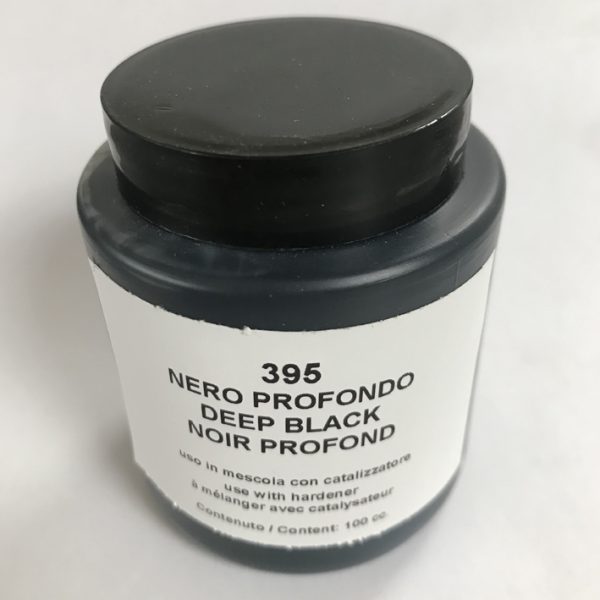 395
NERO PROFONDO
DEEP BLACK
NOIR PROFOND
uso in mescola con catalizzatore
use with hardener
à mélanger avec catalysateur
Contenuto / Content: 100 cc.